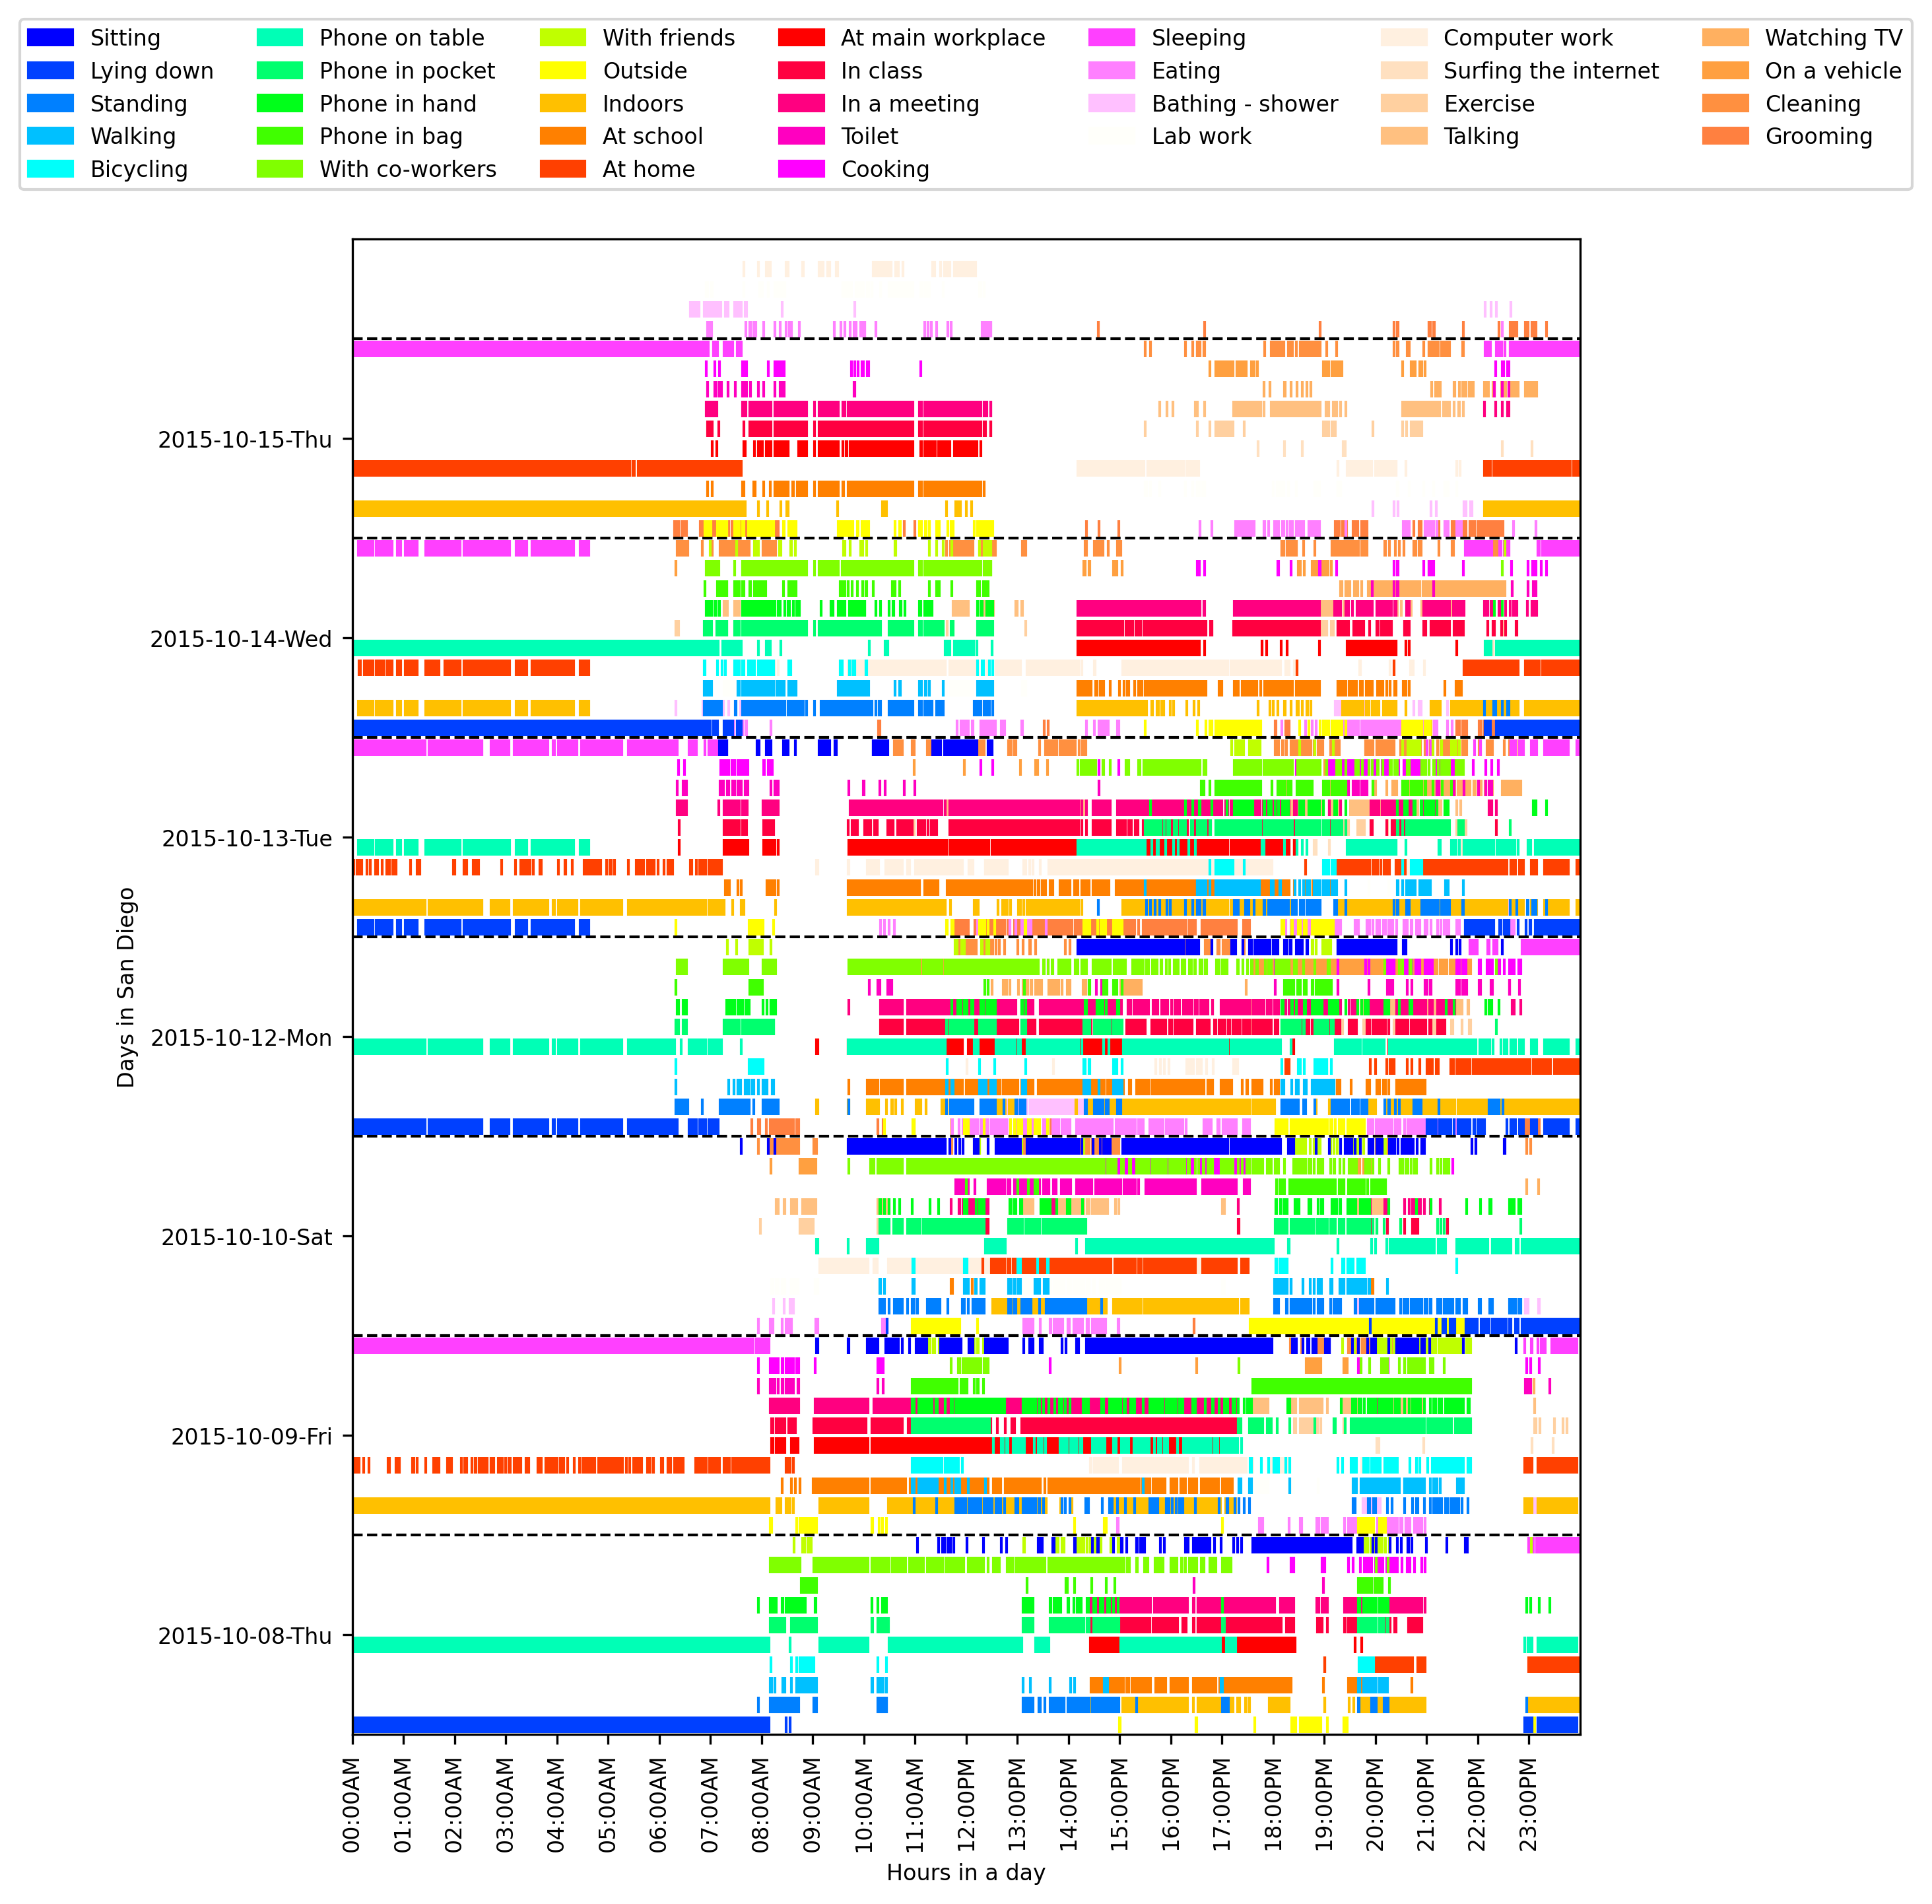 Sitting
Lying down
Standing
Walking
Bicycling
Phone on table
Phone in pocket
Phone in hand
Phone in bag
With co-workers
With friends
Outside
Indoors
At school
At home
At main workplace
In class
In a meeting
Toilet
Cooking
Sleeping
Eating
Bathing - shower
Lab work
Computer work
Surfing the internet
Exercise
Talking
Watching TV
On a vehicle
Cleaning
Grooming
Days in San Diego
2015-10-15-Thu
2015-10-14-Wed
2015-10-13-Tue
2015-10-12-Mon
2015-10-10-Sat
2015-10-09-Fri
2015-10-08-Thu
00:00AM
01:00AM
02:00AM
03:00AM
04:00AM
05:00AM
06:00AM
07:00AM
08:00AM
09:00AM
10:00AM
11:00AM
12:00PM
13:00PM
14:00PM
15:00PM
16:00PM
17:00PM
18:00PM
19:00PM
20:00PM
21:00PM
22:00PM
23:00PM
Hours in a day